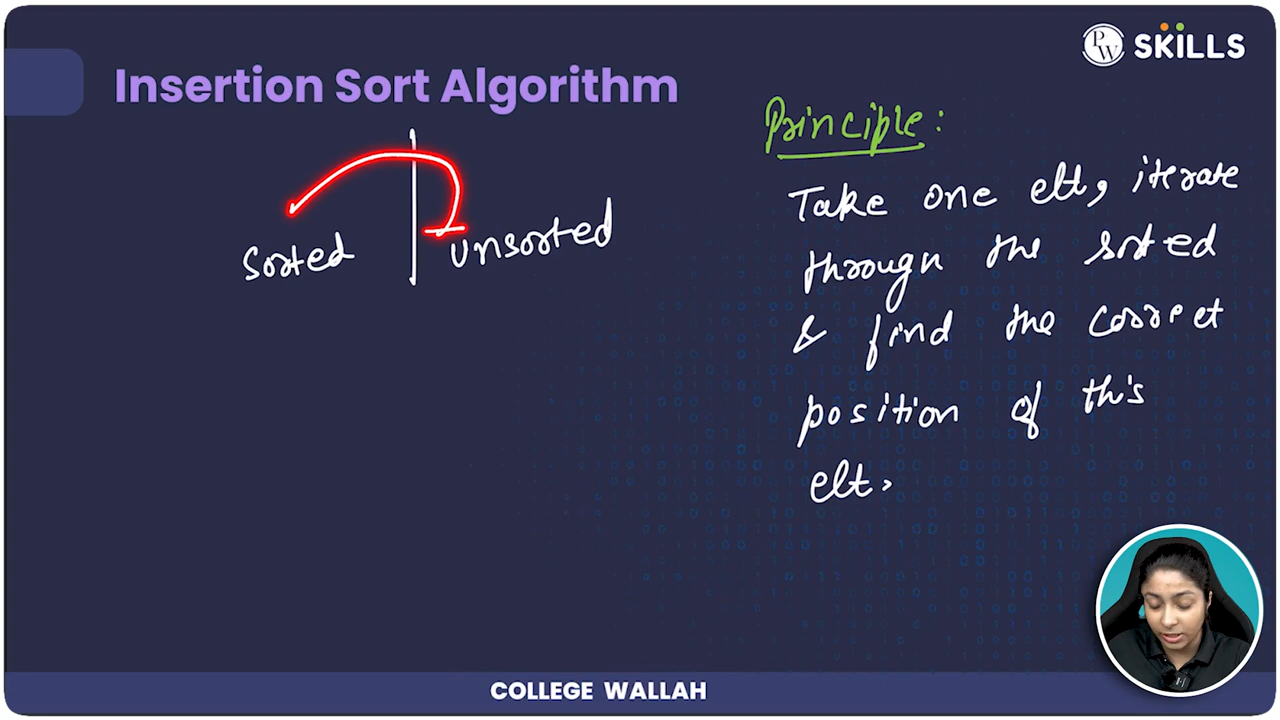 PW SKILLS
Insertion Sort Algorithm
Sorted
unsorted
Principle:
Take one elt, iterate
through the sorted
& find the correct
position of this
elt,
COLLEGE WALLAH